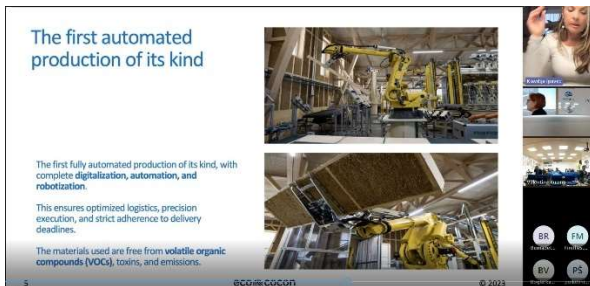 The first automated
production of its kind
The first fully automated production of its kind, with
complete digitalization, automation, and
robotization.
This ensures optimized logistics, precision
execution, and strict adherence to delivery
deadlines.
The materials used are free from volatile organic
compounds (VOCs), toxins, and emissions.
5
ecococon
© 2023
BR
FM
BV
PŠ